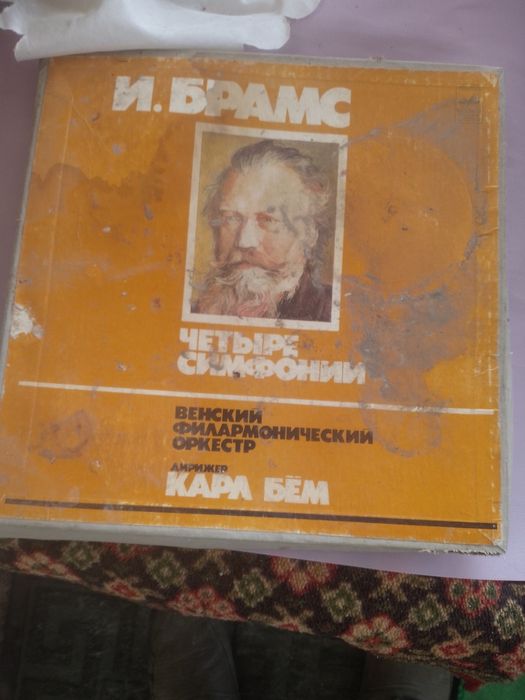 И. БРАМС
ЧЕТЫРЕ
СИМФОНИИ
ВЕНСКИЙ
ФИЛАРМОНИЧЕСКИЙ
ОРКЕСТР
ДИРИЖЕР
КАРЛ БЁМ